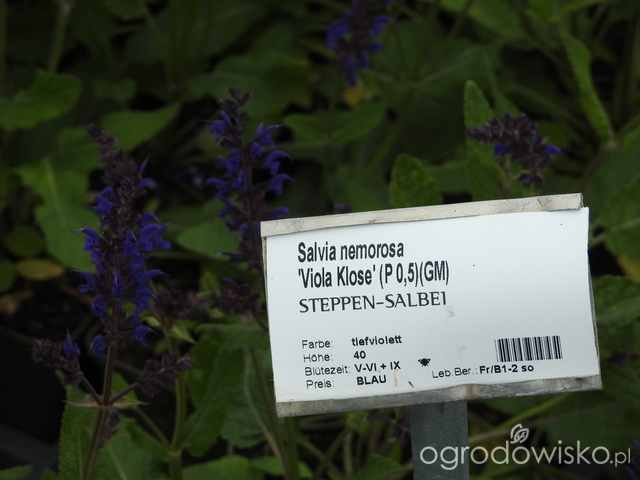 Salvia nemorosa
'Viola Klose' (P 0,5)(GM)
STEPPEN-SALBEI
Farbe: tiefviolett
Höhe: 40
Blütezeit: V-VI + IX Leb.Ber.: Fr/B1-2 so
Preis: BLAU
OGRODOWISKO.pl